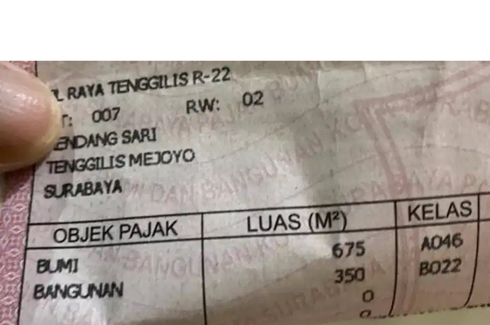 L RAYA TENGGILIS R-22
T: 007 RW: 02
ENDANG SARI
TENGGILIS MEJOYO
SURABAYA
OBJEK PAJAK LUAS (M²) KELAS
BUMI 675 A046
BANGUNAN 350 B022
0
0